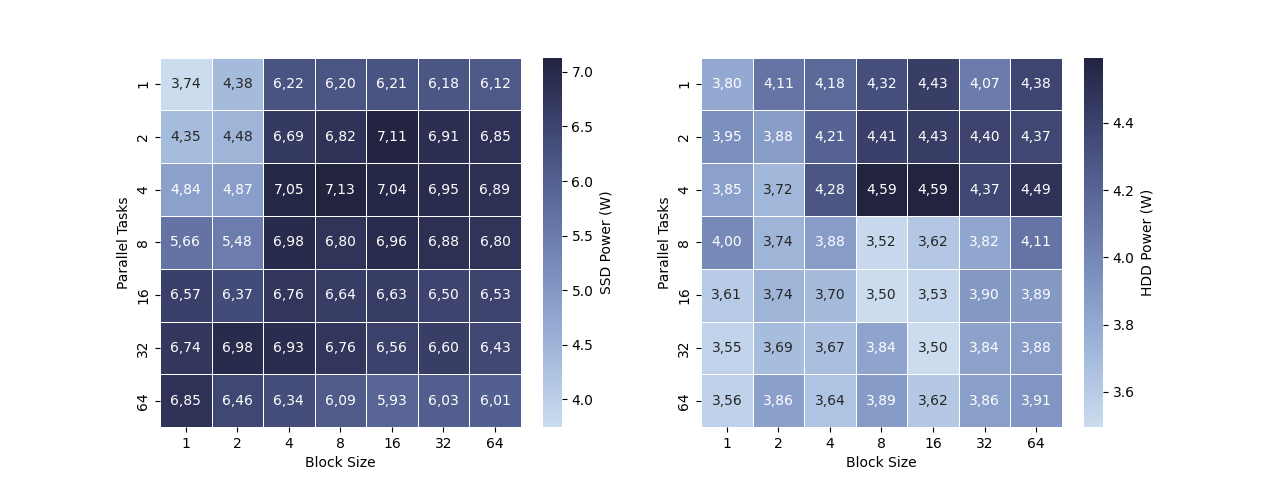 1 3,74 4,38 6,22 6,20 6,21 6,18 6,12
2 4,35 4,48 6,69 6,82 7,11 6,91 6,85
4 4,84 4,87 7,05 7,13 7,04 6,95 6,89
8 5,66 5,48 6,98 6,80 6,96 6,88 6,80
16 6,57 6,37 6,76 6,64 6,63 6,50 6,53
32 6,74 6,98 6,93 6,76 6,56 6,60 6,43
64 6,85 6,46 6,34 6,09 5,93 6,03 6,01
1 2 4 8 16 32 64
Block Size
Parallel Tasks
7.0
6.5
6.0
5.5
5.0
4.5
4.0
SSD Power (W)
1 3,80 4,11 4,18 4,32 4,43 4,07 4,38
2 3,95 3,88 4,21 4,41 4,43 4,40 4,37
4 3,85 3,72 4,28 4,59 4,59 4,37 4,49
8 4,00 3,74 3,88 3,52 3,62 3,82 4,11
16 3,61 3,74 3,70 3,50 3,53 3,90 3,89
32 3,55 3,69 3,67 3,84 3,50 3,84 3,88
64 3,56 3,86 3,64 3,89 3,62 3,86 3,91
1 2 4 8 16 32 64
Block Size
Parallel Tasks
4.4
4.2
4.0
3.8
3.6
HDD Power (W)